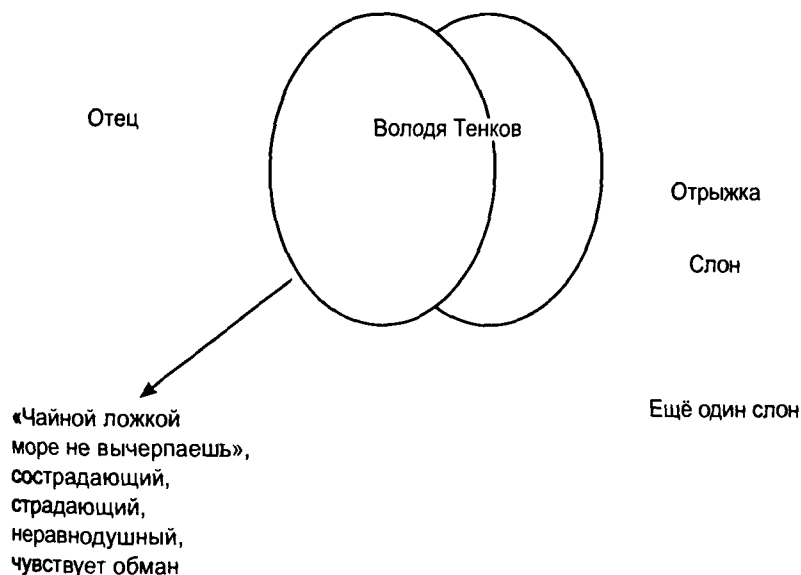 Отец
Володя Тенков
Отрыжка
Слон
Ещё один слон
«Чайной ложкой
море не вычерпаешь»,
сострадающий,
страдающий,
неравнодушный,
чувствует обман